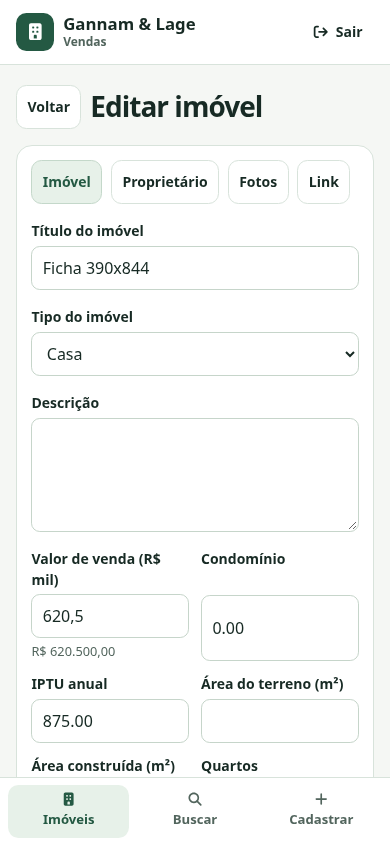 Gannam & Lage
Vendas
Sair
Voltar
Editar imóvel
Imóvel
Proprietário
Fotos
Link
Título do imóvel
Ficha 390x844
Tipo do imóvel
Casa
Descrição
Valor de venda (R$
mil)
Condomínio
620,5
0.00
R$ 620.500,00
IPTU anual
Área do terreno (m²)
875.00
Área construída (m²)
Quartos
Imóveis
Buscar
Cadastrar